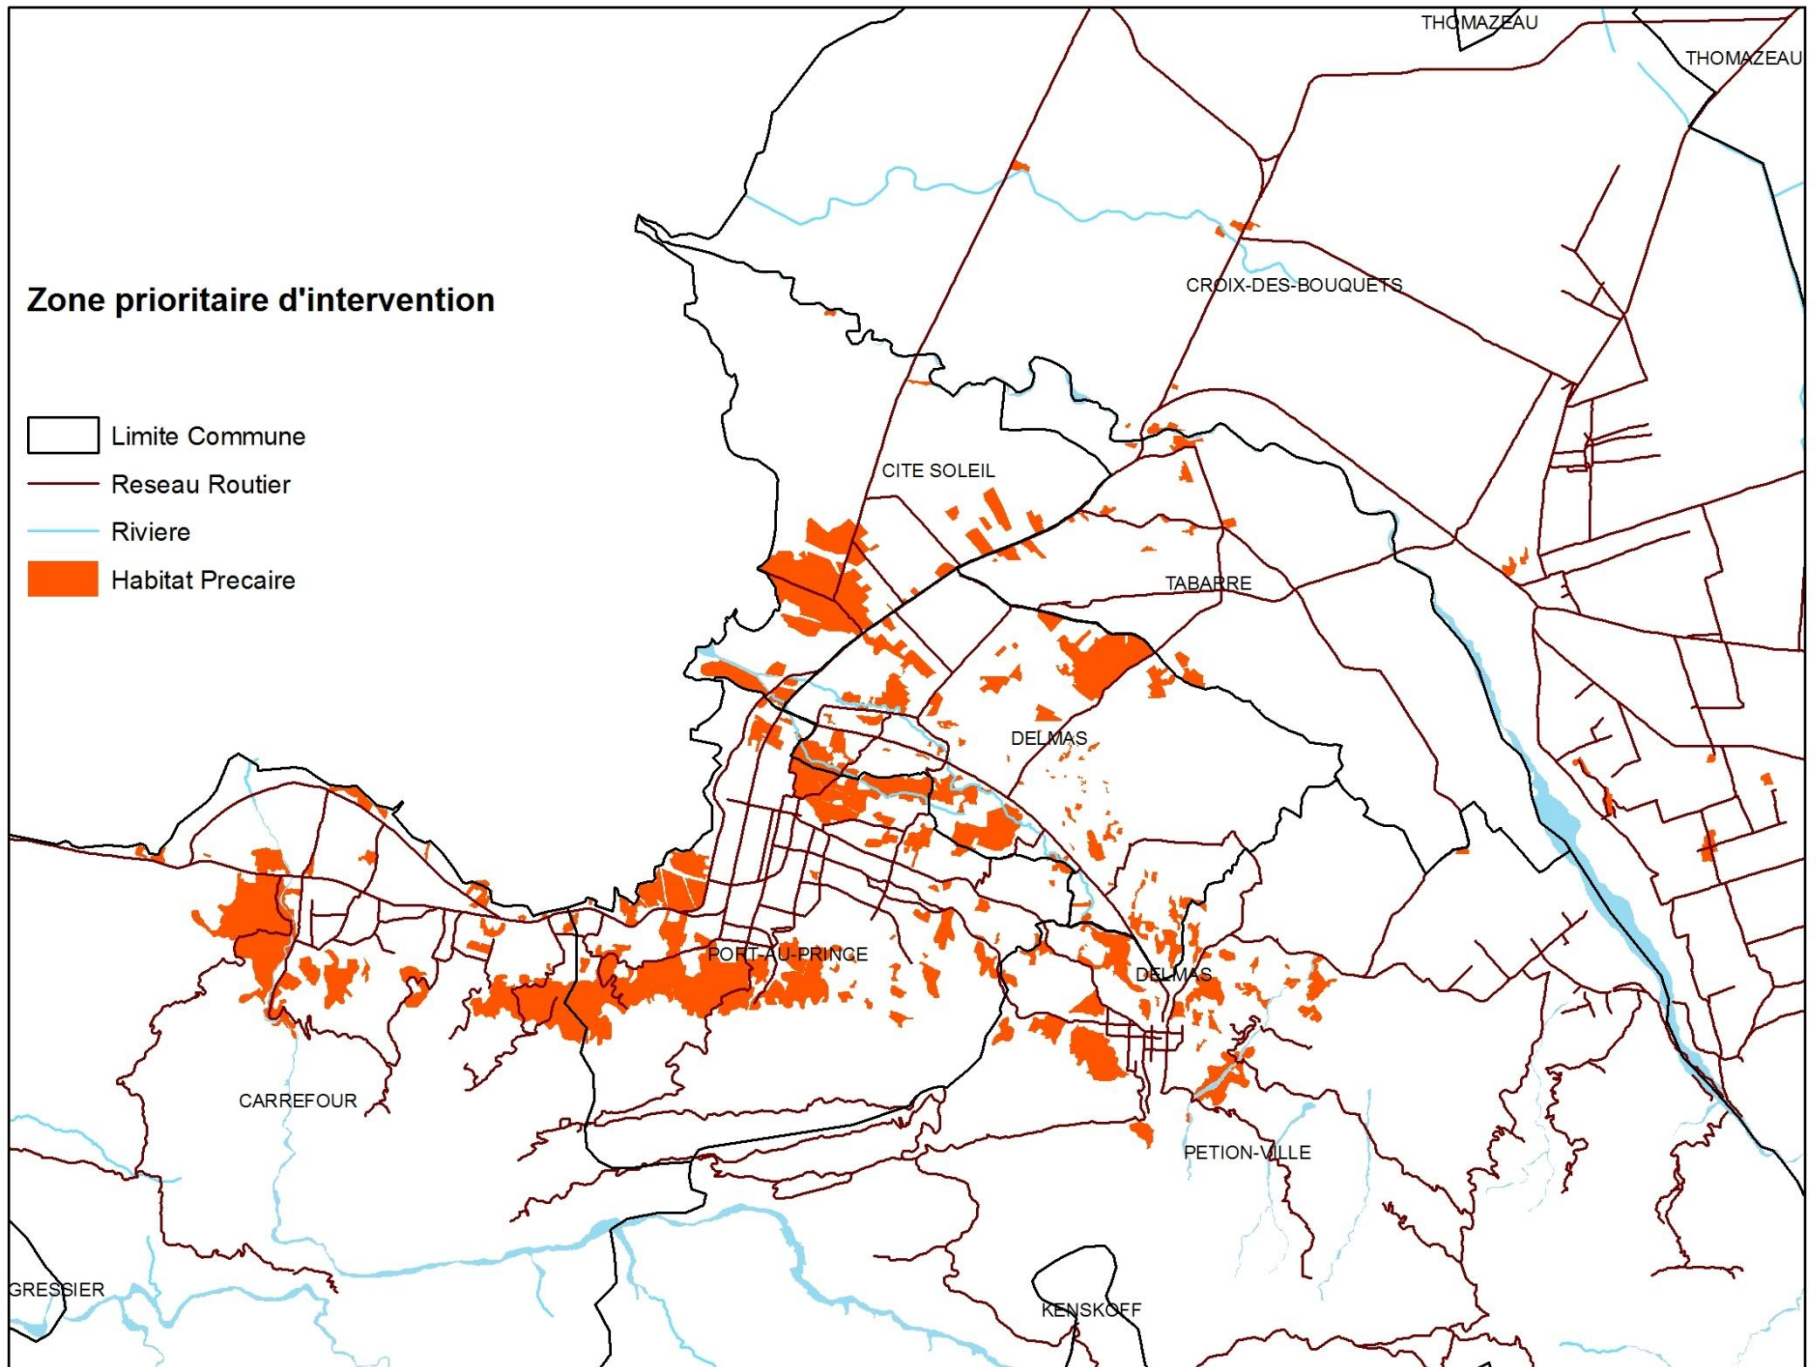 THOMAZEAU
THOMAZEAU
CROIX-DES-BOUQUETS
Zone prioritaire d'intervention
Limite Commune
Reseau Routier
Riviere
Habitat Precaire
CITE SOLEIL
TABARRE
DELMAS
PORT-AU-PRINCE
DELMAS
CARREFOUR
PETION-VILLE
GRESSIER
KENSKOFF